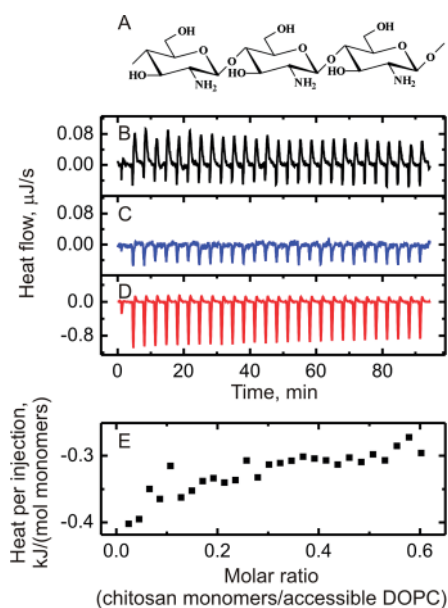 A
OH
OH
OH
O
O
O
O
O
O
O
HO
HO
HO
NH2
NH2
NH2
B
0.08
0.00
C
0.08
0.00
D
0.0
-0.8
Heat flow, μJ/s
0 20 40 60 80
Time, min
E
-0.3
-0.4
Heat per injection,
kJ/(mol monomers)
0.0 0.2 0.4 0.6
Molar ratio
(chitosan monomers/accessible DOPC)